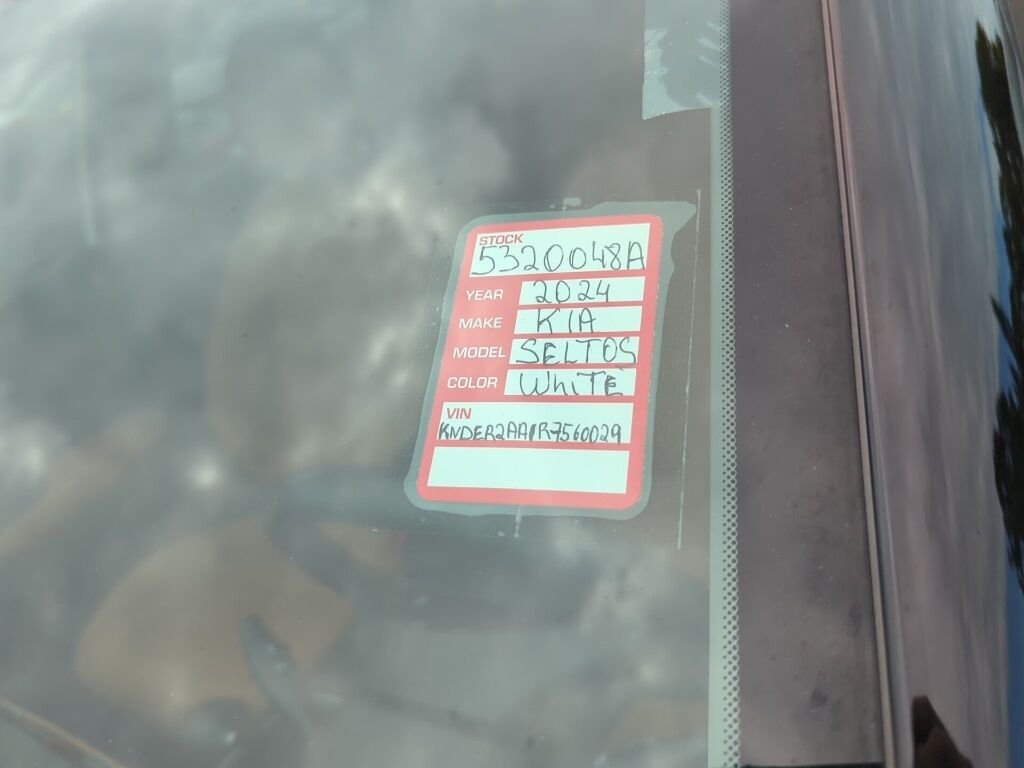 STOCK
5320048A
YEAR 2024
MAKE KIA
MODEL SELTOS
COLOR WHiTE
VIN
KNDER2AA1R7560029